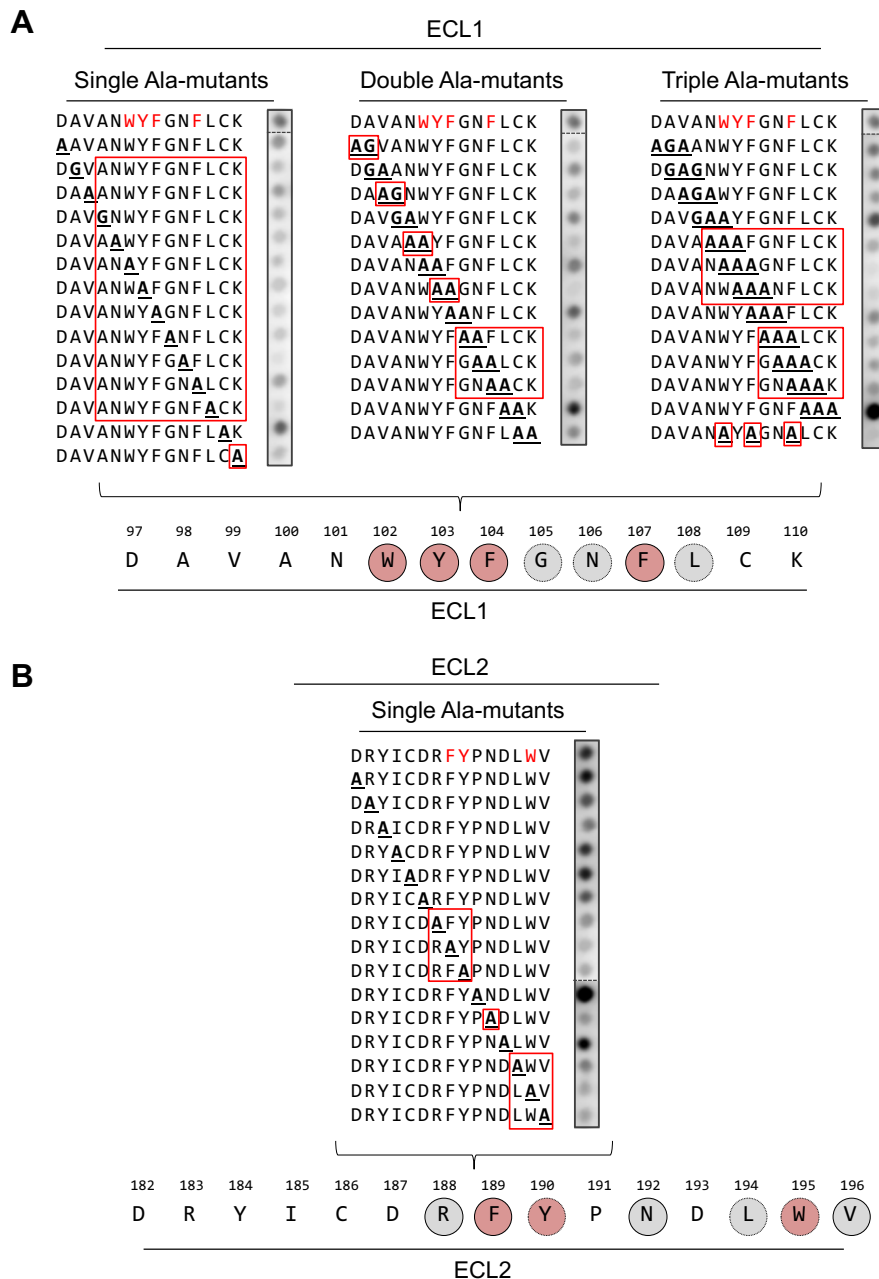 A
ECL1
Single Ala-mutants
DAVANWYFGNFLCK
AAVANWYFGNFLCK
DGVANWYFGNFLCK
DAAANWYFGNFLCK
DAVGNWYFGNFLCK
DAVAAWYFGNFLCK
DAVANAYFGNFLCK
DAVANWAFGNFLCK
DAVANWYAGNFLCK
DAVANWYFANFLCK
DAVANWYFGAFLCK
DAVANWYFGNALCK
DAVANWYFGNFACK
DAVANWYFGNFLAK
DAVANWYFGNFLCA
Double Ala-mutants
DAVANWYFGNFLCK
AGVANWYFGNFLCK
DGAANWYFGNFLCK
DAAGNWYFGNFLCK
DAVGAWYFGNFLCK
DAVAAAYFGNFLCK
DAVANAAFGNFLCK
DAVANWAAGNFLCK
DAVANWYAANFLCK
DAVANWYFAAFLCK
DAVANWYFGAALCK
DAVANWYFGNAACK
DAVANWYFGNFAAK
DAVANWYFGNFLAA
Triple Ala-mutants
DAVANWYFGNFLCK
AGAANWYFGNFLCK
DGAGNWYFGNFLCK
DAAGAWYFGNFLCK
DAVGAAYFGNFLCK
DAVAAAAFGNFLCK
DAVANAAAGNFLCK
DAVANWAAANFLCK
DAVANWYAAAFLCK
DAVANWYFAAALCK
DAVANWYFGAAACK
DAVANWYFGNAAAK
DAVANWYFGNFAAA
DAVANAYAGNALCK
97 98 99 100 101 102 103 104 105 106 107 108 109 110
D A V A N W Y F G N F L C K
ECL1
B
ECL2
Single Ala-mutants
DRYICDRFYPNDLWV
ARYICDRFYPNDLWV
DAYICDRFYPNDLWV
DRAICDRFYPNDLWV
DRYACDRFYPNDLWV
DRYIADRFYPNDLWV
DRYICARFYPNDLWV
DRYICDAFYPNDLWV
DRYICDRAYPNDLWV
DRYICDRFAPNDLWV
DRYICDRFYANDLWV
DRYICDRFYPADLWV
DRYICDRFYPNALWV
DRYICDRFYPNDAWV
DRYICDRFYPNDLAV
DRYICDRFYPNDLWA
182 183 184 185 186 187 188 189 190 191 192 193 194 195 196
D R Y I C D R F Y P N D L W V
ECL2